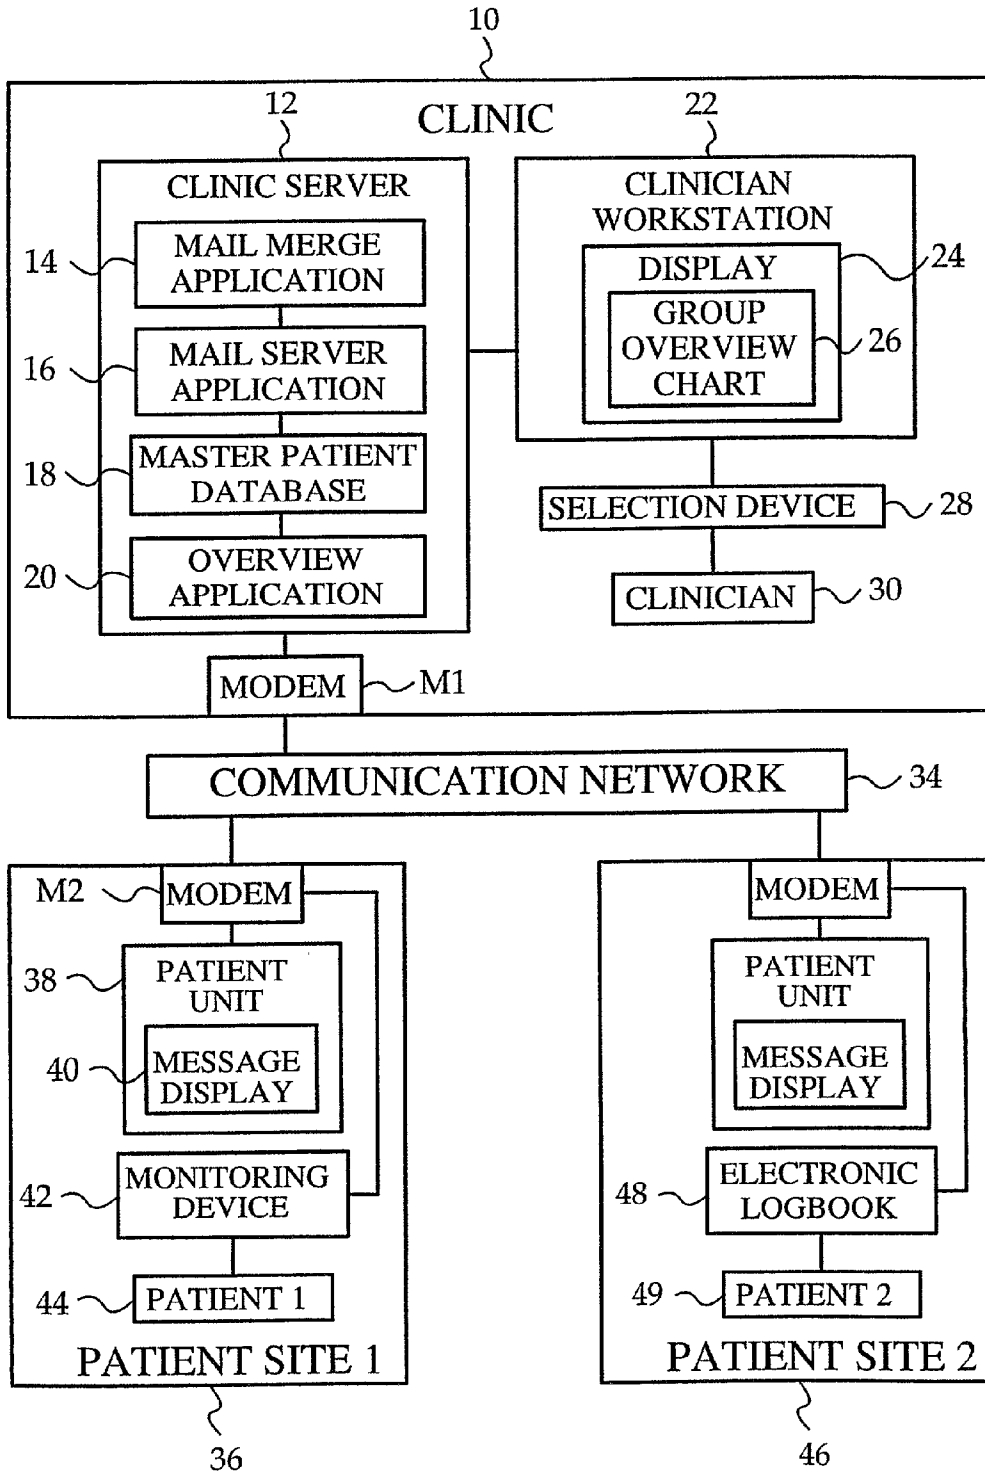 10
CLINIC
12
22
CLINIC SERVER
MAIL MERGE
APPLICATION
14
MAIL SERVER
APPLICATION
16
MASTER PATIENT
DATABASE
18
OVERVIEW
APPLICATION
20
CLINICIAN
WORKSTATION
DISPLAY
24
GROUP
OVERVIEW
CHART
26
SELECTION DEVICE
28
CLINICIAN
30
MODEM
M1
COMMUNICATION NETWORK
34
M2
MODEM
38
PATIENT
UNIT
40
MESSAGE
DISPLAY
42
MONITORING
DEVICE
44
PATIENT 1
PATIENT SITE 1
36
MODEM
PATIENT
UNIT
MESSAGE
DISPLAY
48
ELECTRONIC
LOGBOOK
49
PATIENT 2
PATIENT SITE 2
46